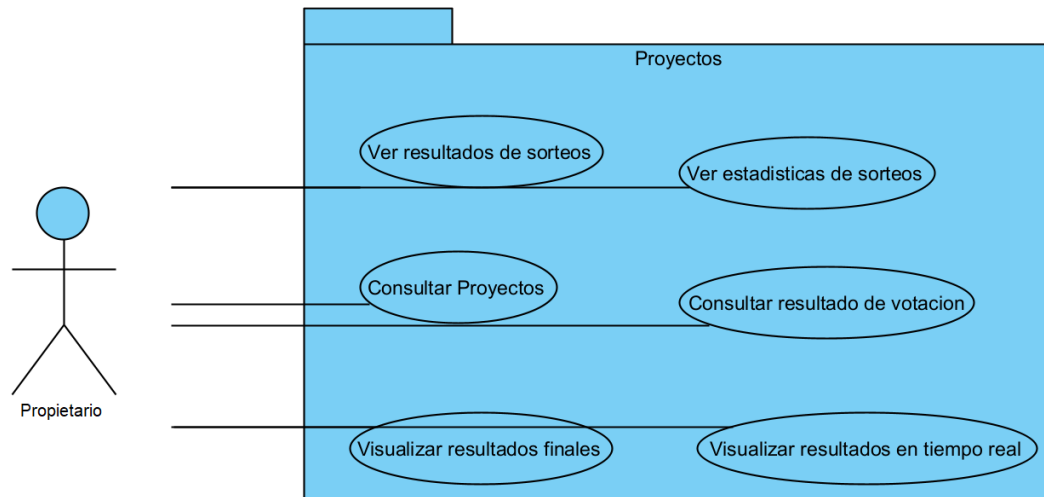 Proyectos
Ver resultados de sorteos
Ver estadisticas de sorteos
Consultar Proyectos
Consultar resultado de votacion
Propietario
Visualizar resultados finales
Visualizar resultados en tiempo real